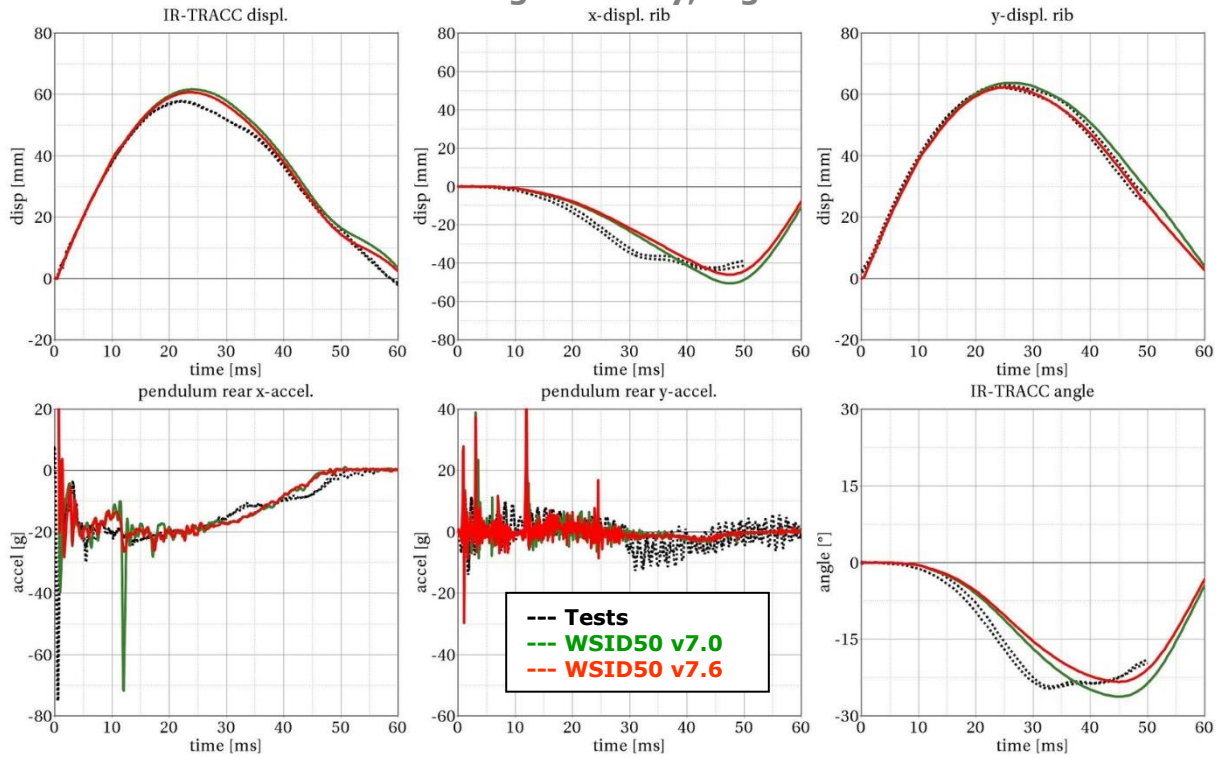 IR-TRACC displ.
x-displ. rib
y-displ. rib
80
60
40
20
0
-20
disp [mm]
0 10 20 30 40 50 60
time [ms]
80
60
40
20
0
-20
-40
-60
-80
disp [mm]
0 10 20 30 40 50 60
time [ms]
80
60
40
20
0
-20
disp [mm]
0 10 20 30 40 50 60
time [ms]
pendulum rear x-accel.
pendulum rear y-accel.
IR-TRACC angle
20
0
-20
-40
-60
-80
accel [g]
0 10 20 30 40 50 60
time [ms]
40
20
0
-20
-40
-60
accel [g]
0 10 20 30 40 50 60
time [ms]
--- Tests
--- WSID50 v7.0
--- WSID50 v7.6
30
15
0
-15
-30
angle [°]
0 10 20 30 40 50 60
time [ms]